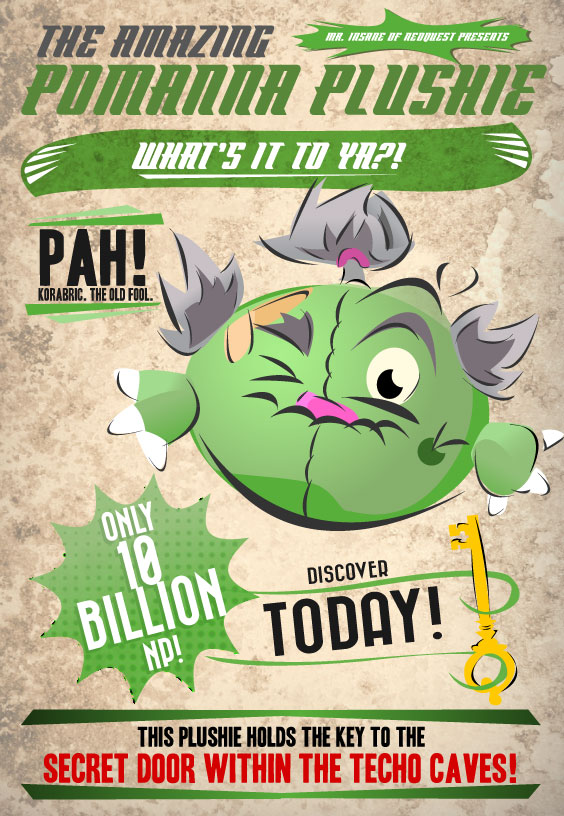 THE AMAZING
MR. INSANE OF NEOQUEST PRESENTS
POMANNA PLUSHIE
WHAT'S IT TO YA?!
PAH!
KORABRIC. THE OLD FOOL.
ONLY
10
BILLION
NP!
DISCOVER
TODAY!
THIS PLUSHIE HOLDS THE KEY TO THE
SECRET DOOR WITHIN THE TECHO CAVES!